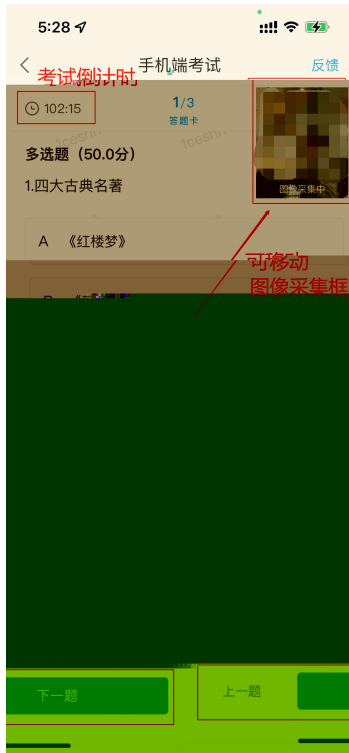 5:28
手机端考试
反馈
考试倒计时
102:15
1/3
答题卡
图像采集中
1ceshi
1ceshi
多选题（50.0分）
1.四大古典名著
A 《红楼梦》
可移动
图像采集框
下一题
上一题